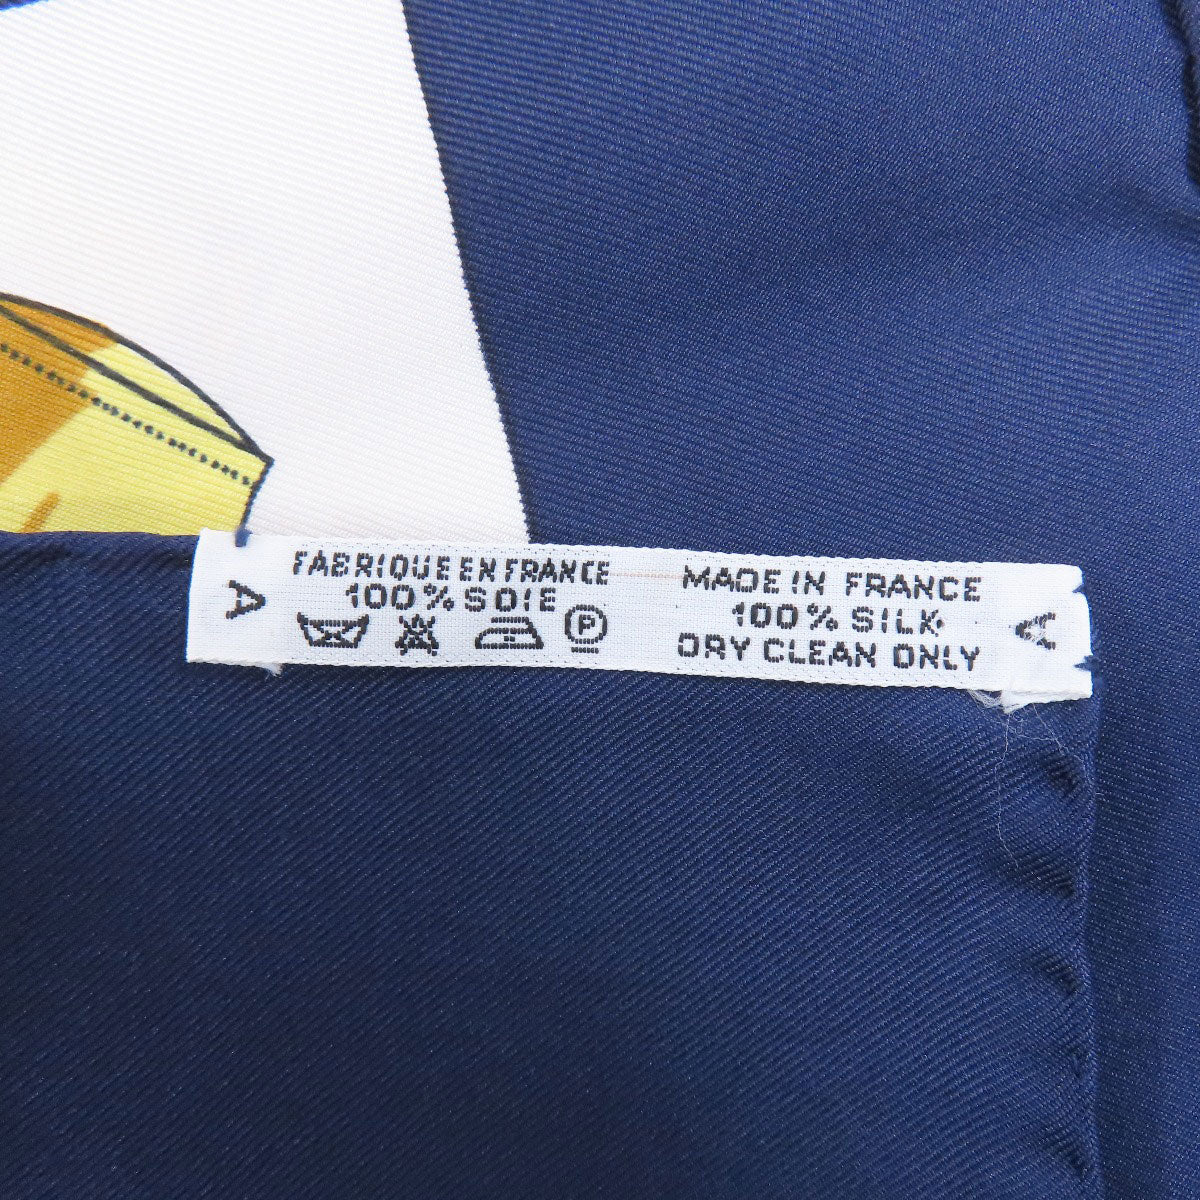 A
FABRIQUE EN FRANCE
100% SOIE
P
MADE IN FRANCE
100% SILK
DRY CLEAN ONLY
A